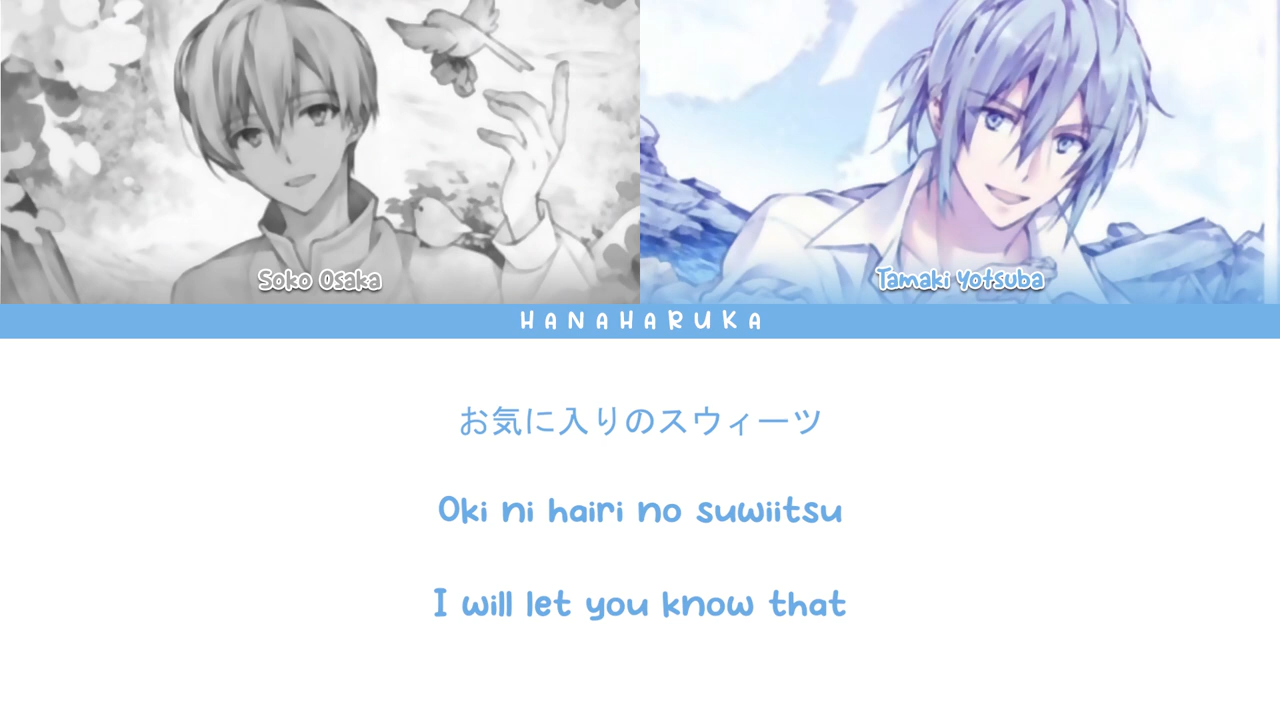 Soko Osaka
Tamaki Yotsuba
HANAHARUKA
お気に入りのスウィーツ
Oki ni hairi no suwiitsu
I will let you know that